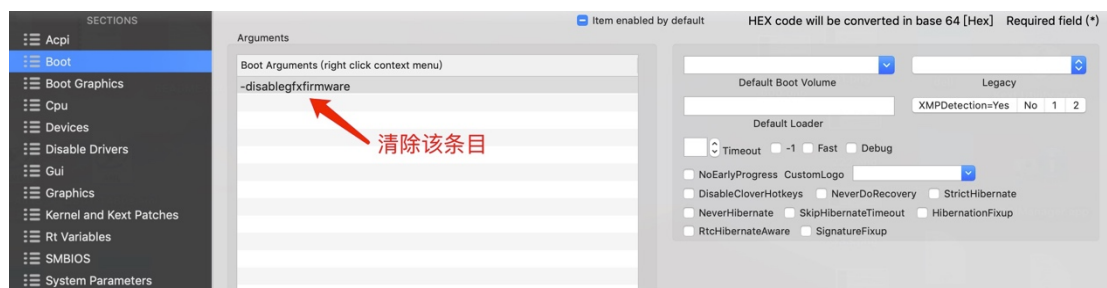 SECTIONS
Acpi
Boot
Boot Graphics
Cpu
Devices
Disable Drivers
Gui
Graphics
Kernel and Kext Patches
Rt Variables
SMBIOS
System Parameters
Item enabled by default
HEX code will be converted in base 64 [Hex]
Required field (*)
Arguments
Boot Arguments (right click context menu)
-disablegfxfirmware
清除该条目
Default Boot Volume
Legacy
XMPDetection=Yes No 1 2
Default Loader
Timeout -1 Fast Debug
NoEarlyProgress CustomLogo
DisableCloverHotkeys NeverDoRecovery StrictHibernate
NeverHibernate SkipHibernateTimeout HibernationFixup
RtcHibernateAware SignatureFixup